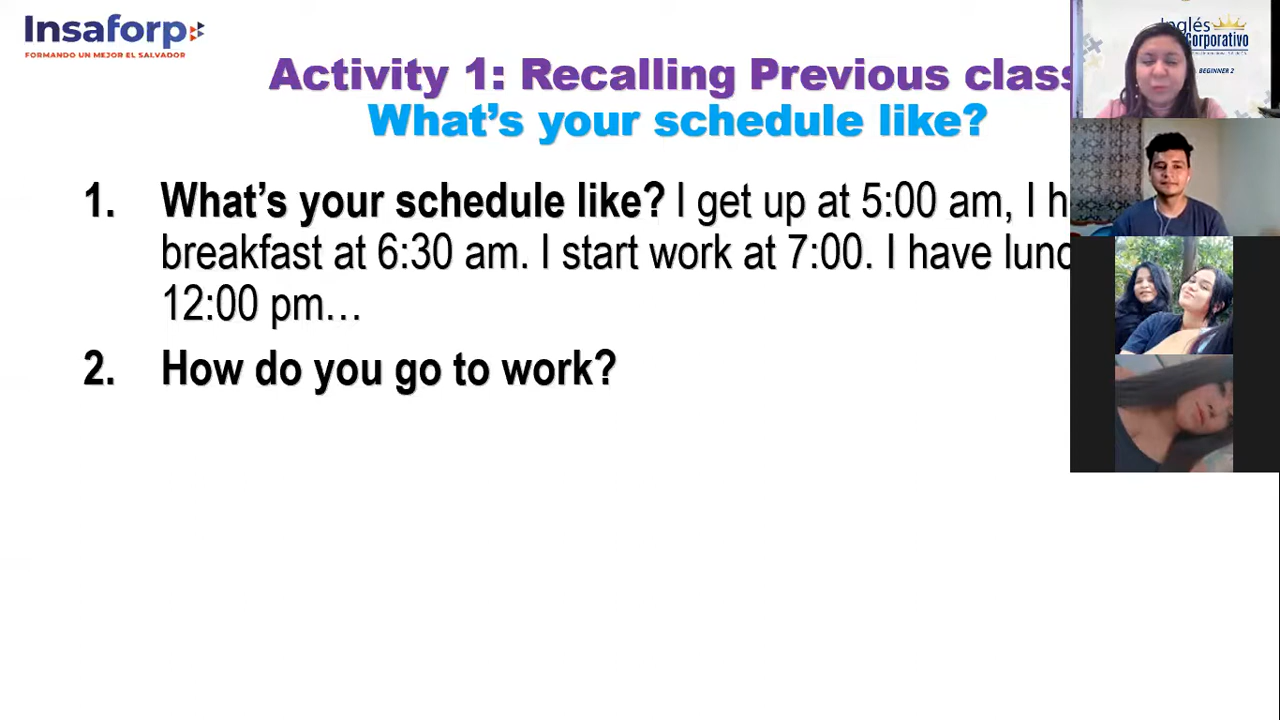 Insaforp
FORMANDO UN MEJOR EL SALVADOR
Activity 1: Recalling Previous class
What's your schedule like?
1. What's your schedule like? I get up at 5:00 am, I h
breakfast at 6:30 am. I start work at 7:00. I have lunc
12:00 pm…
2. How do you go to work?
Inglés
Corporativo
BEGINNER 2